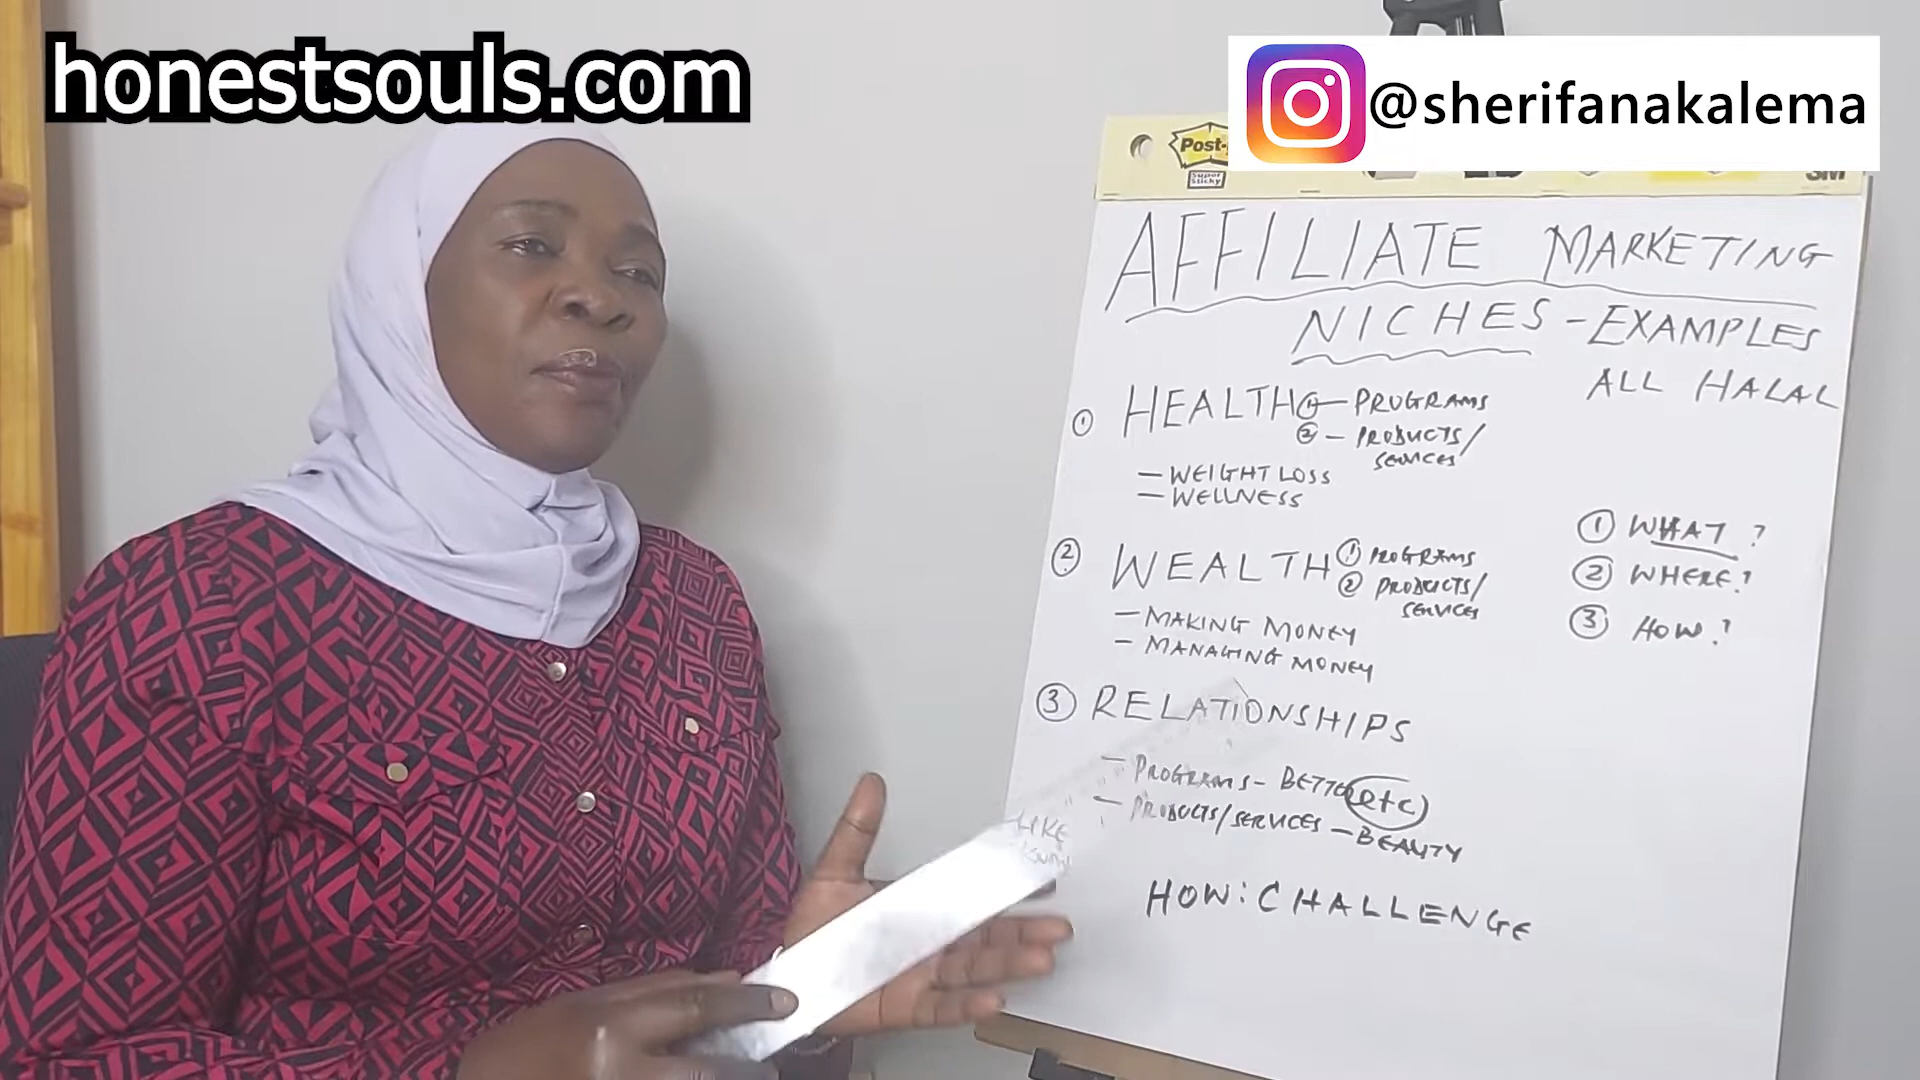 honestsouls.com
@sherifanakalema
Post-
Super
Sticky
3M
AFFILIATE MARKETING
NICHES - EXAMPLES
ALL HALAL
① HEALTH ① — PROGRAMS
② — PRODUCTS/
SERVICES
— WEIGHT LOSS
— WELLNESS
② WEALTH ① PROGRAMS
② PRODUCTS/
SERVICES
— MAKING MONEY
— MANAGING MONEY
① WHAT ?
② WHERE ?
③ HOW ?
③ RELATIONSHIPS
— PROGRAMS - BETTER etc
— PRODUCTS/SERVICES — BEAUTY
LIKE
HOW: CHALLENGE